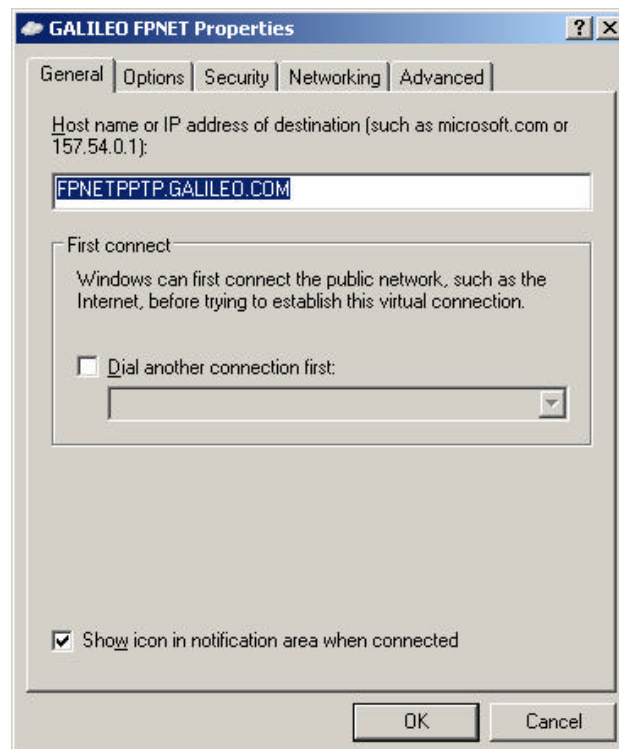 GALILEO FPNET Properties
General Options Security Networking Advanced
Host name or IP address of destination (such as microsoft.com or
157.54.0.1):
FPNETPPTP.GALILEO.COM
First connect
Windows can first connect the public network, such as the
Internet, before trying to establish this virtual connection.
Dial another connection first:
Show icon in notification area when connected
OK Cancel